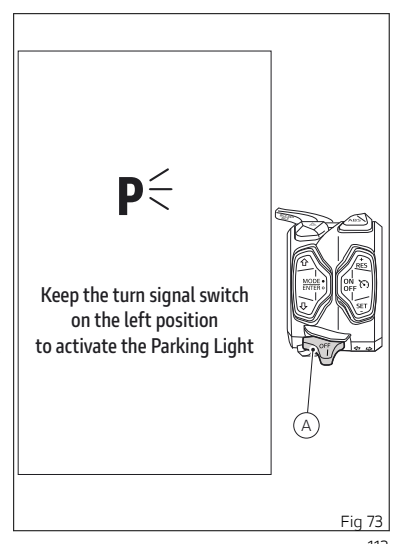 P
Keep the turn signal switch
on the left position
to activate the Parking Light
ABS
RES
MODE
ENTER
ON
OFF
SET
OFF
A
Fig 73